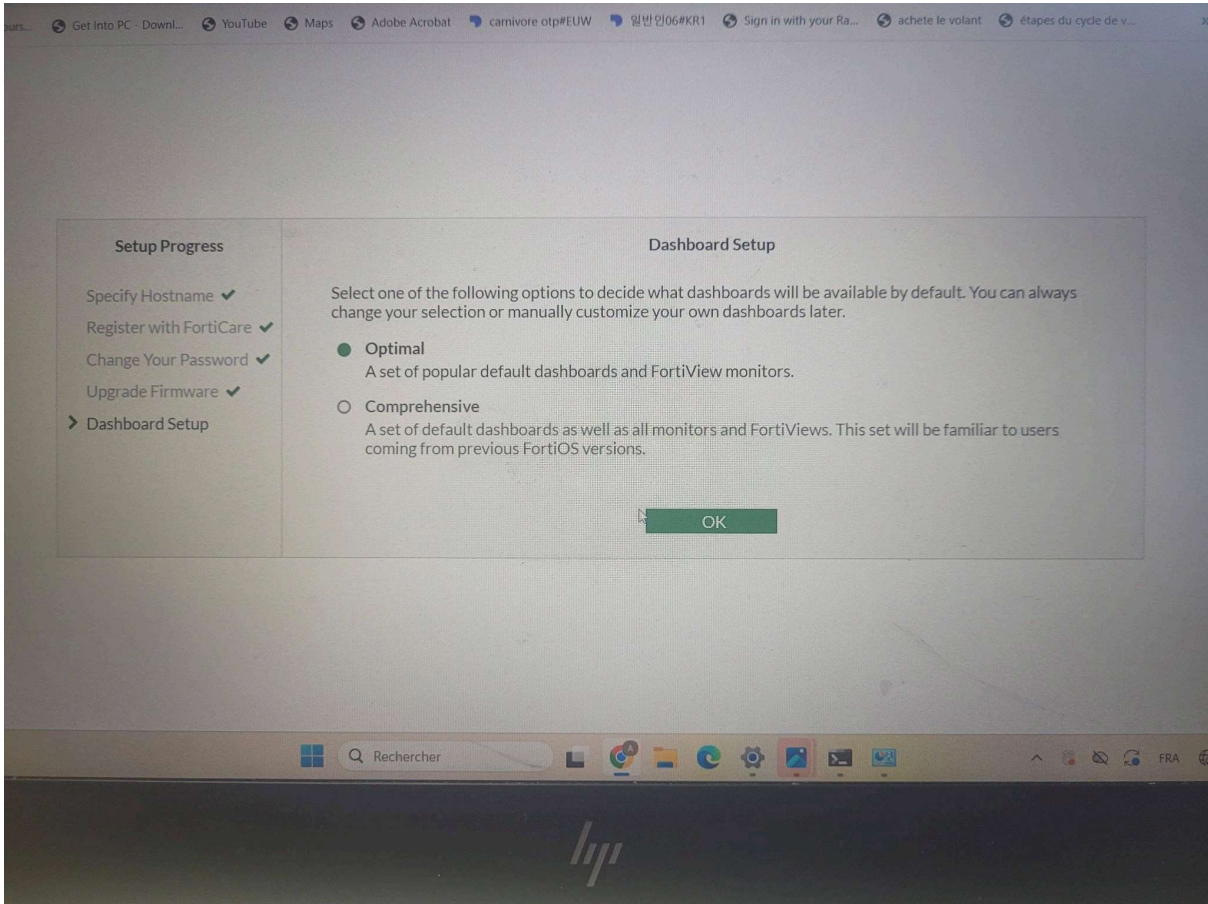 Get Into PC - Downl... YouTube Maps Adobe Acrobat carnivore otp#EUW 일반인06#KR1 Sign in with your Ra... achete le volant étapes du cycle de v...
Setup Progress
Specify Hostname
Register with FortiCare
Change Your Password
Upgrade Firmware
Dashboard Setup
Dashboard Setup
Select one of the following options to decide what dashboards will be available by default. You can always
change your selection or manually customize your own dashboards later.
Optimal
A set of popular default dashboards and FortiView monitors.
Comprehensive
A set of default dashboards as well as all monitors and FortiViews. This set will be familiar to users
coming from previous FortiOS versions.
OK
Rechercher
A
FRA
hp